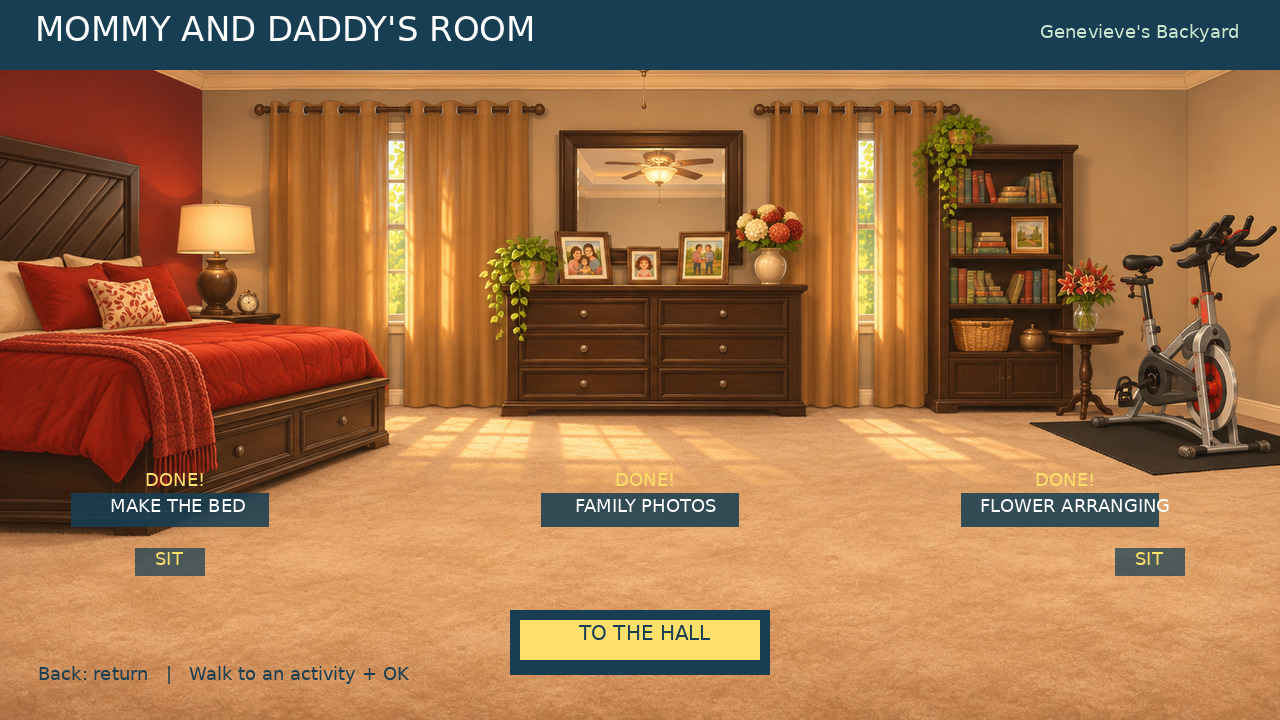 MOMMY AND DADDY'S ROOM
Genevieve's Backyard
DONE!
MAKE THE BED
SIT
DONE!
FAMILY PHOTOS
DONE!
FLOWER ARRANGING
SIT
TO THE HALL
Back: return | Walk to an activity + OK